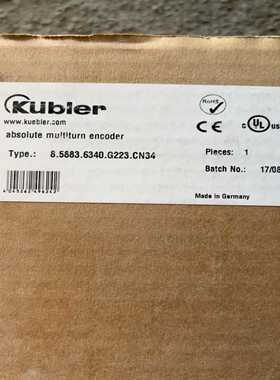 Kübler
www.kuebler.com
absolute multiturn encoder
Type.: 8.5883.6340.G223.CN34
RoHS
CE
c UL us
Pieces: 1
Batch No.: 17/08
Made in Germany